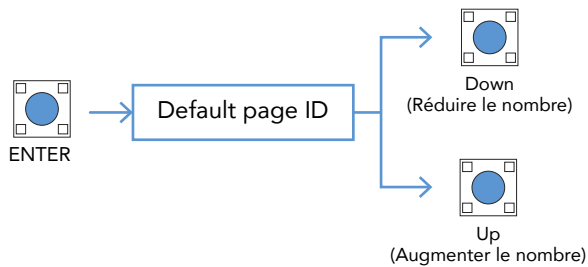 ENTER
Default page ID
Down
(Réduire le nombre)
Up
(Augmenter le nombre)